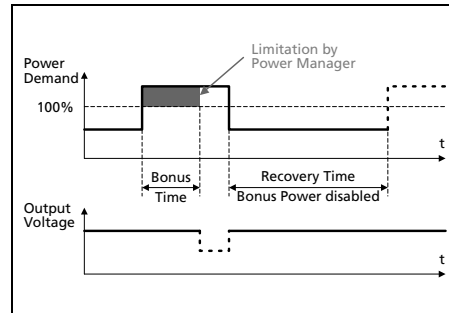 Limitation by
Power Manager
Power
Demand
100%
t
Bonus
Time
Recovery Time
Bonus Power disabled
Output
Voltage
t